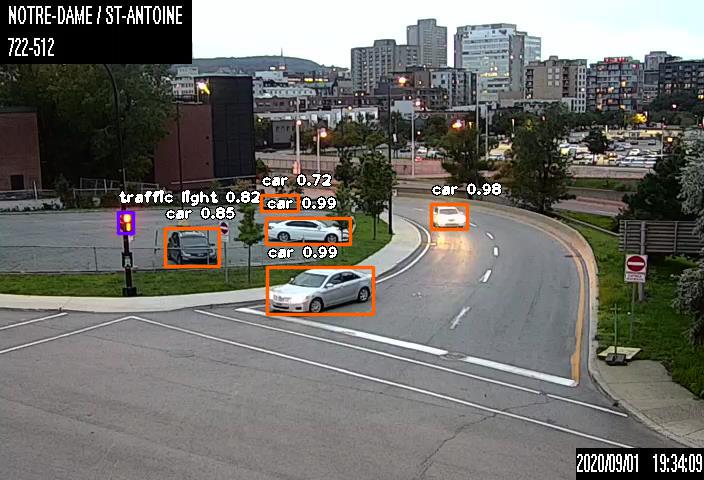 NOTRE-DAME / ST-ANTOINE
722-512
car 0.72
traffic light 0.82
car 0.99
car 0.98
car 0.85
car 0.99
2020/09/01 19:34:09